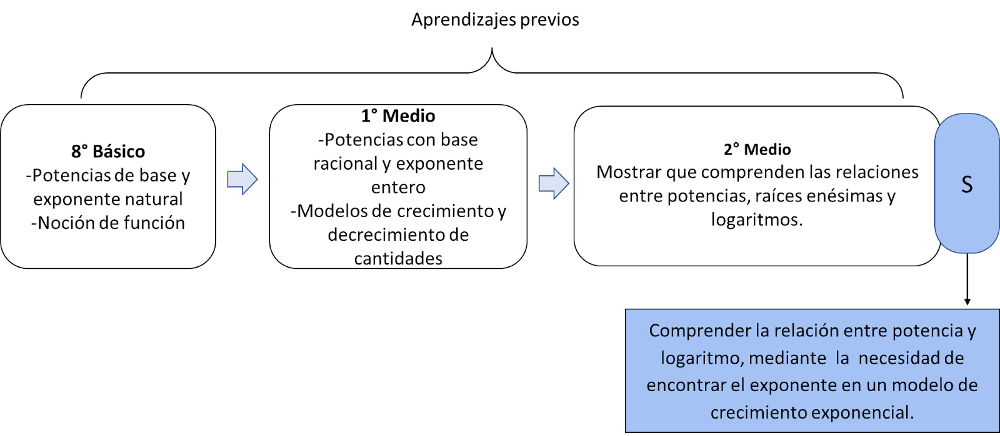 Aprendizajes previos
8° Básico
-Potencias de base y
exponente natural
-Noción de función
1° Medio
-Potencias con base
racional y exponente
entero
-Modelos de crecimiento y
decrecimiento de
cantidades
2° Medio
Mostrar que comprenden las relaciones
entre potencias, raíces enésimas y
logaritmos.
S
Comprender la relación entre potencia y
logaritmo, mediante la necesidad de
encontrar el exponente en un modelo de
crecimiento exponencial.